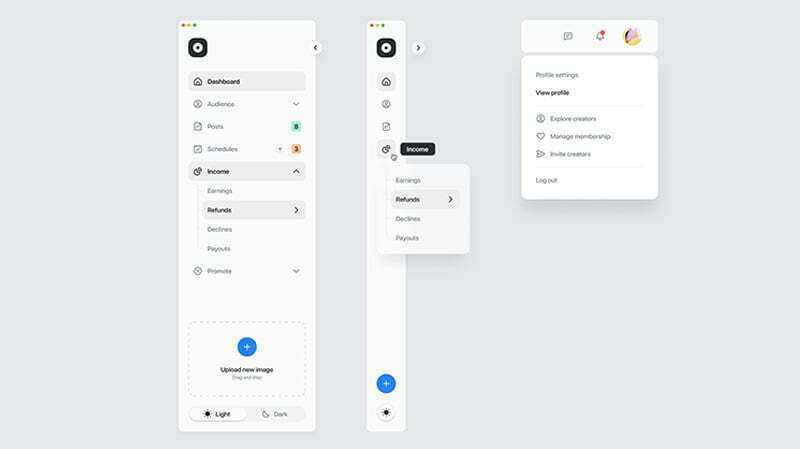 Dashboard
Audience
Posts 8
Schedules + 3
Income
Earnings
Refunds
Declines
Payouts
Promote
+
Upload new image
Drag and drop
Light Dark
Income
Earnings
Refunds
Declines
Payouts
+
Profile settings
View profile
Explore creators
Manage membership
Invite creators
Log out